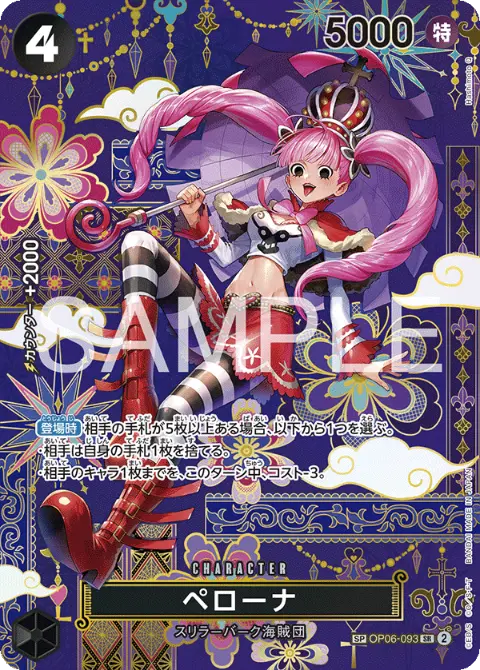 4
5000 特
Hashimoto Q
カウンター +2000
SAMPLE
登場時 相手の手札が5枚以上ある場合、以下から1つを選ぶ。
・相手は自身の手札1枚を捨てる。
・相手のキャラ1枚までを、このターン中、コスト-3。
CHARACTER
ペローナ
スリラーバーク海賊団
SP OP06-093 SR 2
BANDAI MADE IN JAPAN